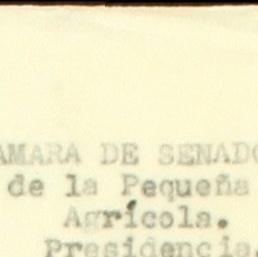 AMARA DE SENADO
de la Pequeña
Agrícola.
Presidencia.